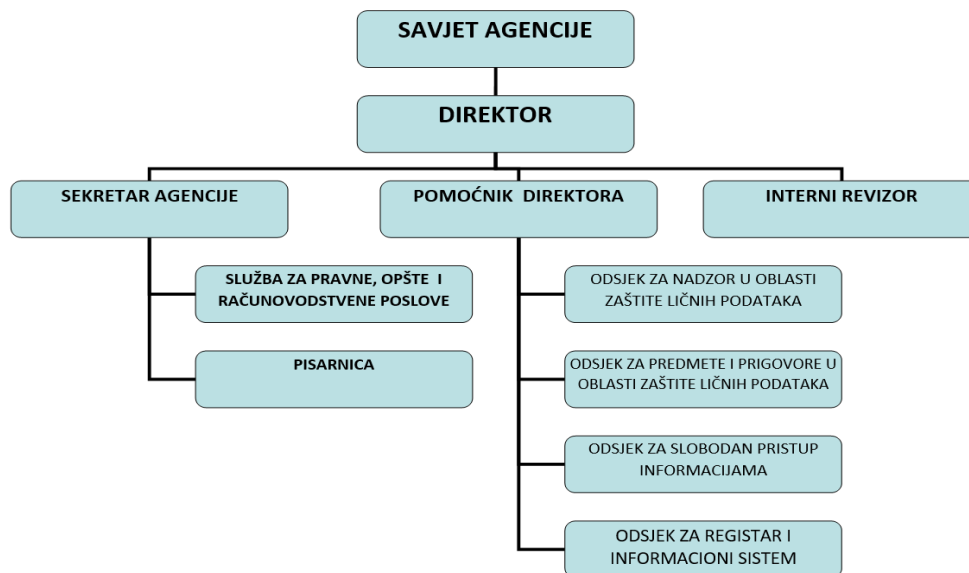 SAVJET AGENCIJE
DIREKTOR
SEKRETAR AGENCIJE
POMOĆNIK DIREKTORA
INTERNI REVIZOR
SLUŽBA ZA PRAVNE, OPŠTE I
RAČUNOVODSTVENE POSLOVE
PISARNICA
ODSJEK ZA NADZOR U OBLASTI
ZAŠTITE LIČNIH PODATAKA
ODSJEK ZA PREDMETE I PRIGOVORE U
OBLASTI ZAŠTITE LIČNIH PODATAKA
ODSJEK ZA SLOBODAN PRISTUP
INFORMACIJAMA
ODSJEK ZA REGISTAR I
INFORMACIONI SISTEM